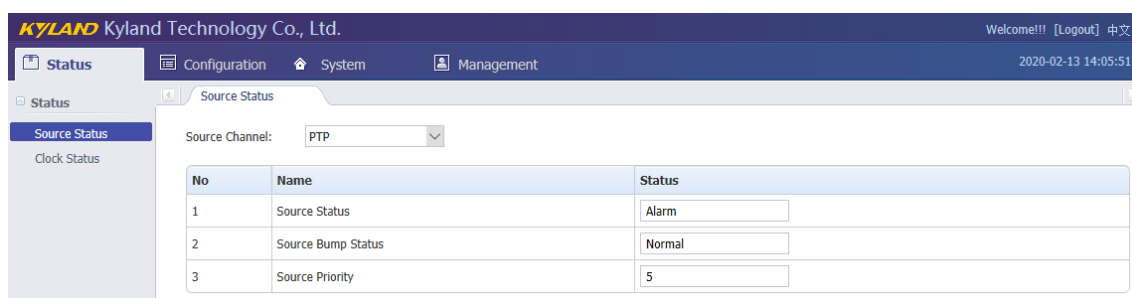 KYLAND Kyland Technology Co., Ltd. Welcome!!! [Logout] 中文
Status Configuration System Management 2020-02-13 14:05:51
Status Source Status
Source Status Source Channel: PTP
Clock Status
No Name Status
1 Source Status Alarm
2 Source Bump Status Normal
3 Source Priority 5